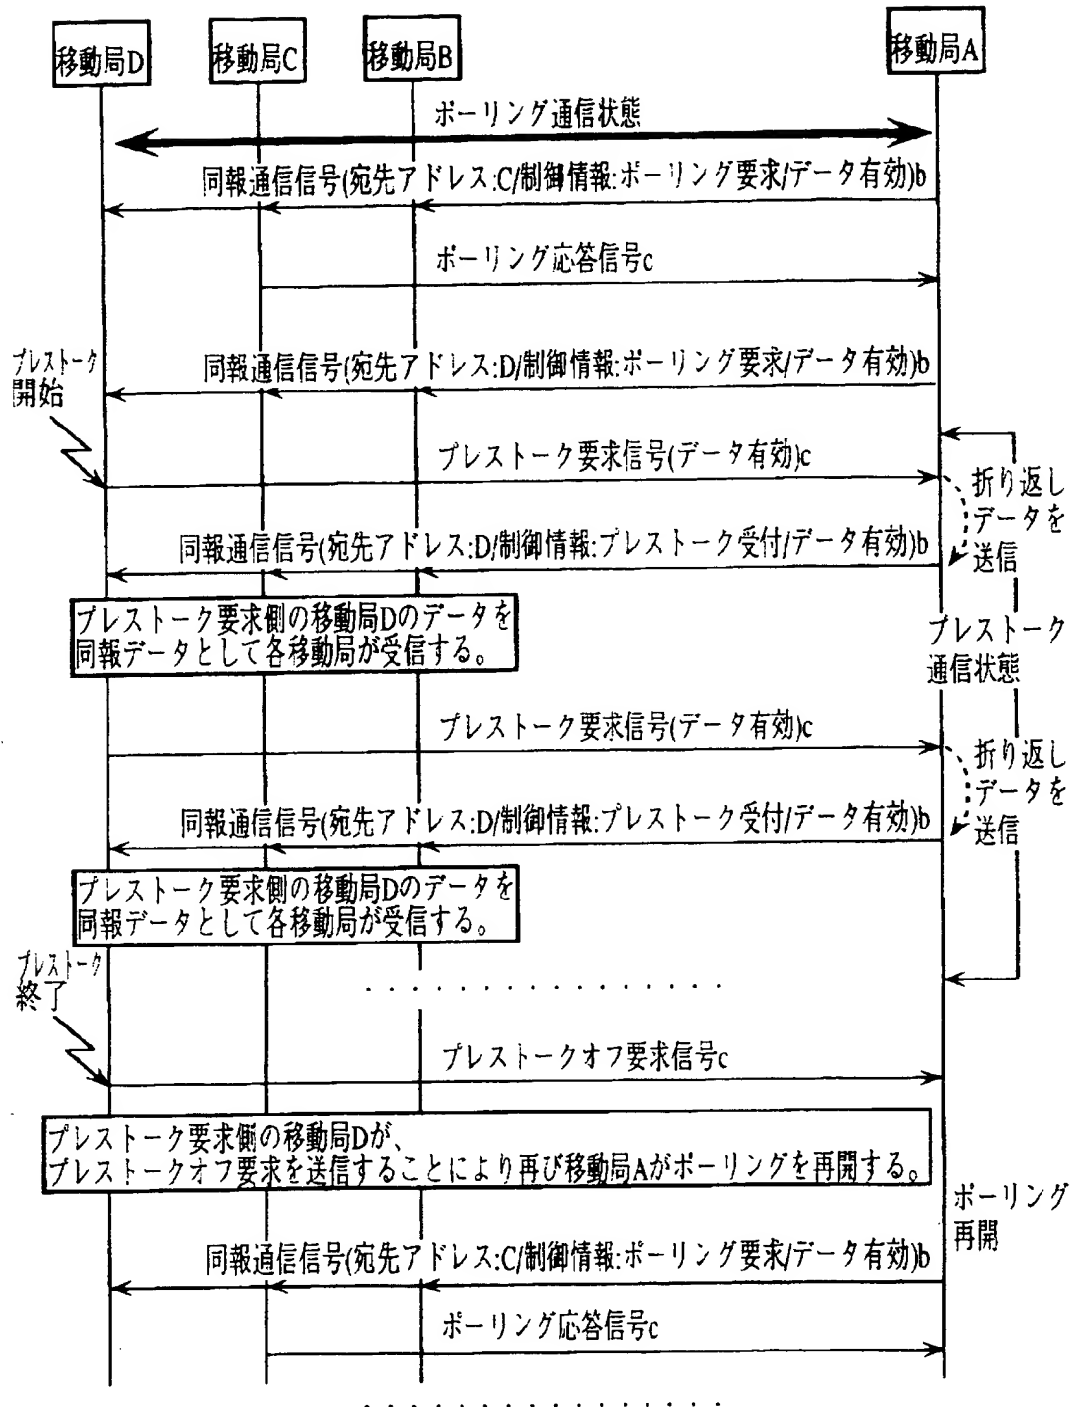 移動局D
移動局C
移動局B
移動局A
ポーリング通信状態
同報通信信号(宛先アドレス:C/制御情報:ポーリング要求/データ有効)b
ポーリング応答信号c
プレストーク
開始
同報通信信号(宛先アドレス:D/制御情報:ポーリング要求/データ有効)b
プレストーク要求信号(データ有効)c
折り返し
データを
送信
同報通信信号(宛先アドレス:D/制御情報:プレストーク受付/データ有効)b
プレストーク要求側の移動局Dのデータを
同報データとして各移動局が受信する。
プレストーク
通信状態
プレストーク要求信号(データ有効)c
折り返し
データを
送信
同報通信信号(宛先アドレス:D/制御情報:プレストーク受付/データ有効)b
プレストーク要求側の移動局Dのデータを
同報データとして各移動局が受信する。
プレストーク
終了
プレストークオフ要求信号c
プレストーク要求側の移動局Dが、
プレストークオフ要求を送信することにより再び移動局Aがポーリングを再開する。
ポーリング
再開
同報通信信号(宛先アドレス:C/制御情報:ポーリング要求/データ有効)b
ポーリング応答信号c